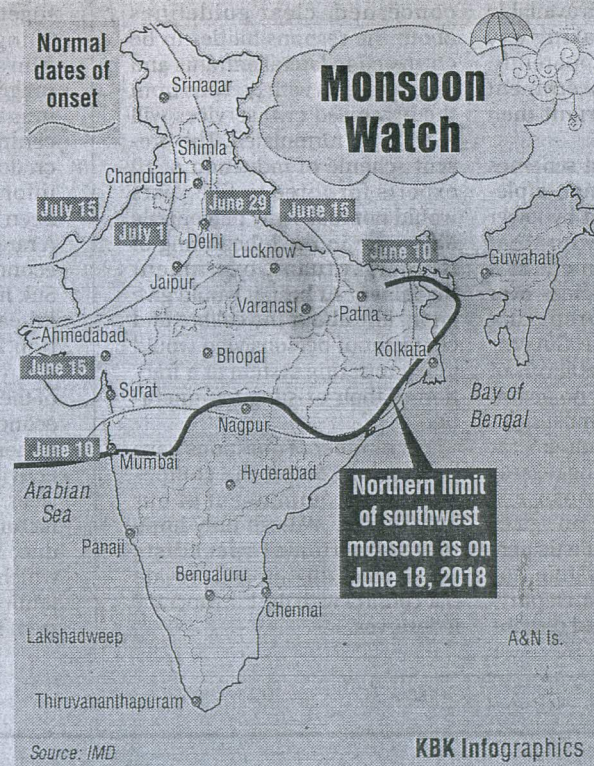 Normal
dates of
onset
Monsoon
Watch
Srinagar
Shimla
Chandigarh
July 15
June 29
June 15
July 1
Delhi
Lucknow
June 10
Guwahati
Jaipur
Varanasi
Patna
Ahmedabad
Bhopal
Kolkata
June 15
Surat
Bay of
Bengal
Nagpur
June 10
Mumbai
Hyderabad
Arabian
Sea
Northern limit
of southwest
monsoon as on
June 18, 2018
Panaji
Bengaluru
Chennai
Lakshadweep
A&N Is.
Thiruvananthapuram
Source: IMD
KBK Infographics